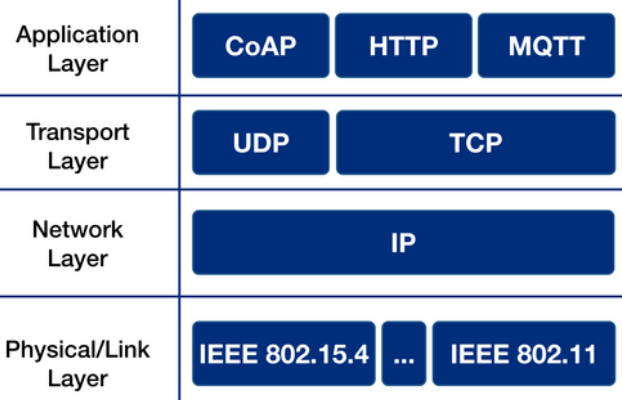 Application
Layer
CoAP
HTTP
MQTT
Transport
Layer
UDP
TCP
Network
Layer
IP
Physical/Link
Layer
IEEE 802.15.4
...
IEEE 802.11